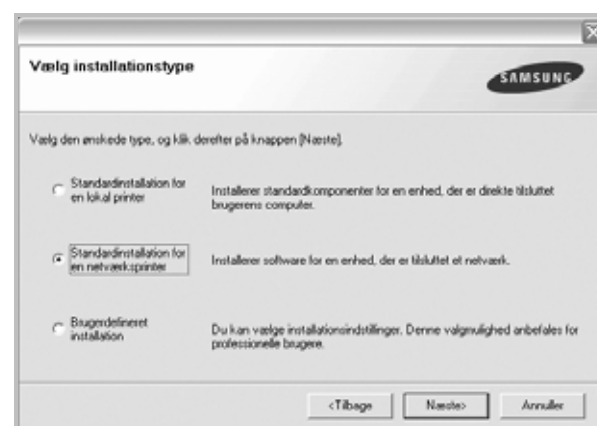 Vælg installationstype
SAMSUNG
Vælg den ønskede type, og klik derefter på knappen [Næste].
Standardinstallation for
en lokal printer
Installerer standardkomponenter for en enhed, der er direkte tilsluttet
brugerens computer.
Standardinstallation for
en netværksprinter
Installerer software for en enhed, der er tilsluttet et netværk.
Brugerdefineret
installation
Du kan vælge installationsindstillinger. Denne valgmulighed anbefales for
professionelle brugere.
<Tilbage
Næste>
Annuller